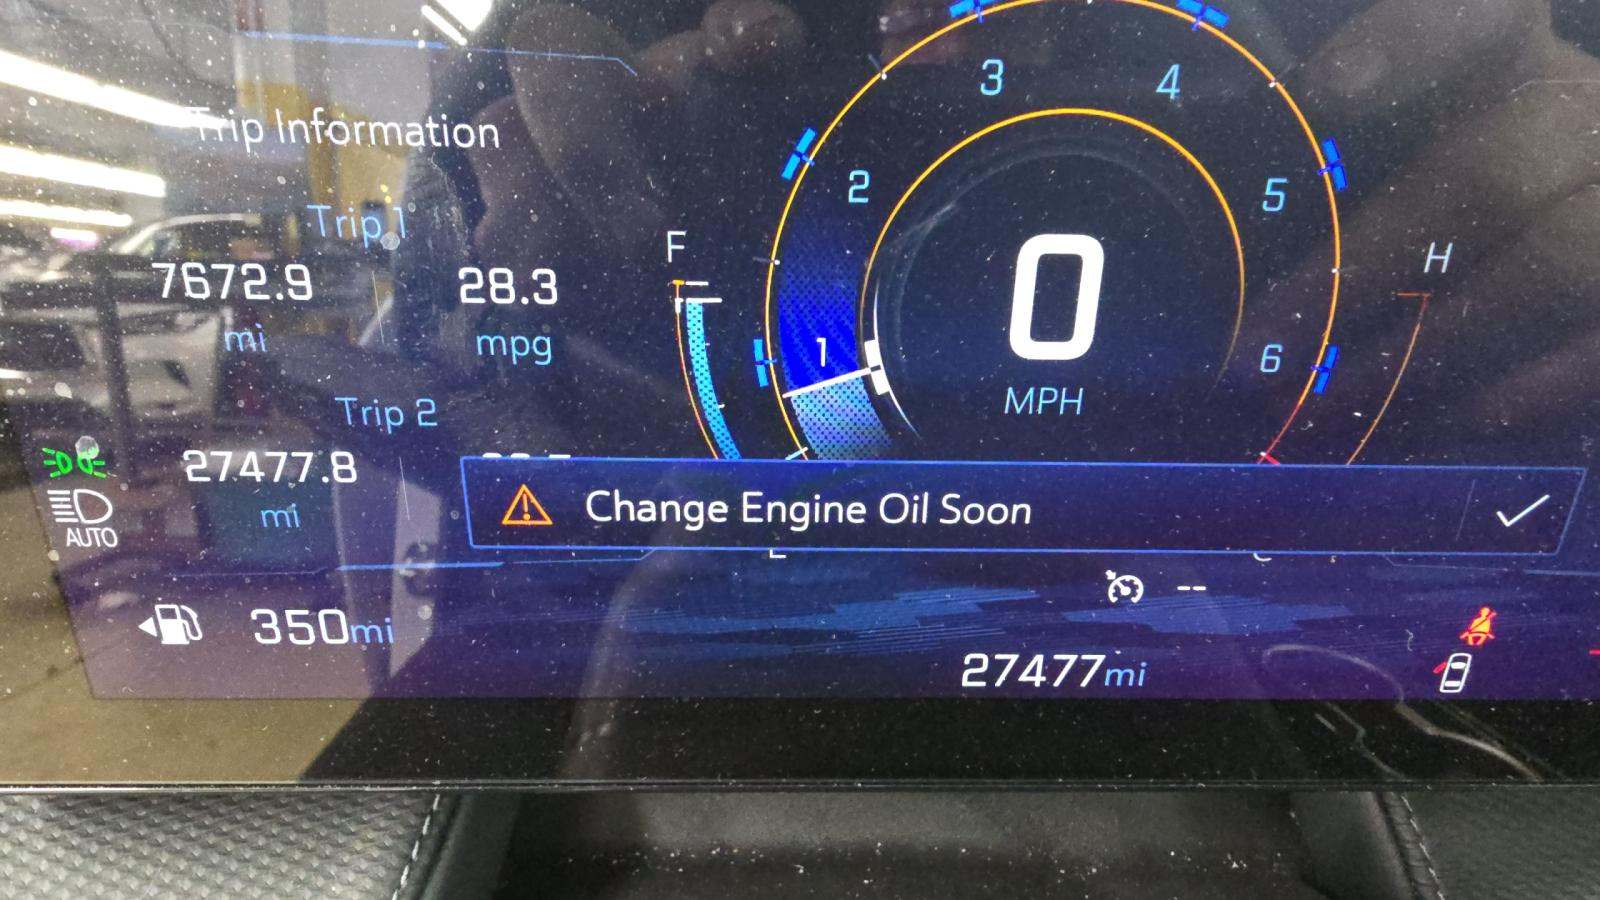 Trip Information
Trip 1
7672.9 28.3
mi mpg
Trip 2
27477.8
mi
AUTO
350mi
F
1
2
3
4
5
6
H
0
MPH
Change Engine Oil Soon
--
27477mi